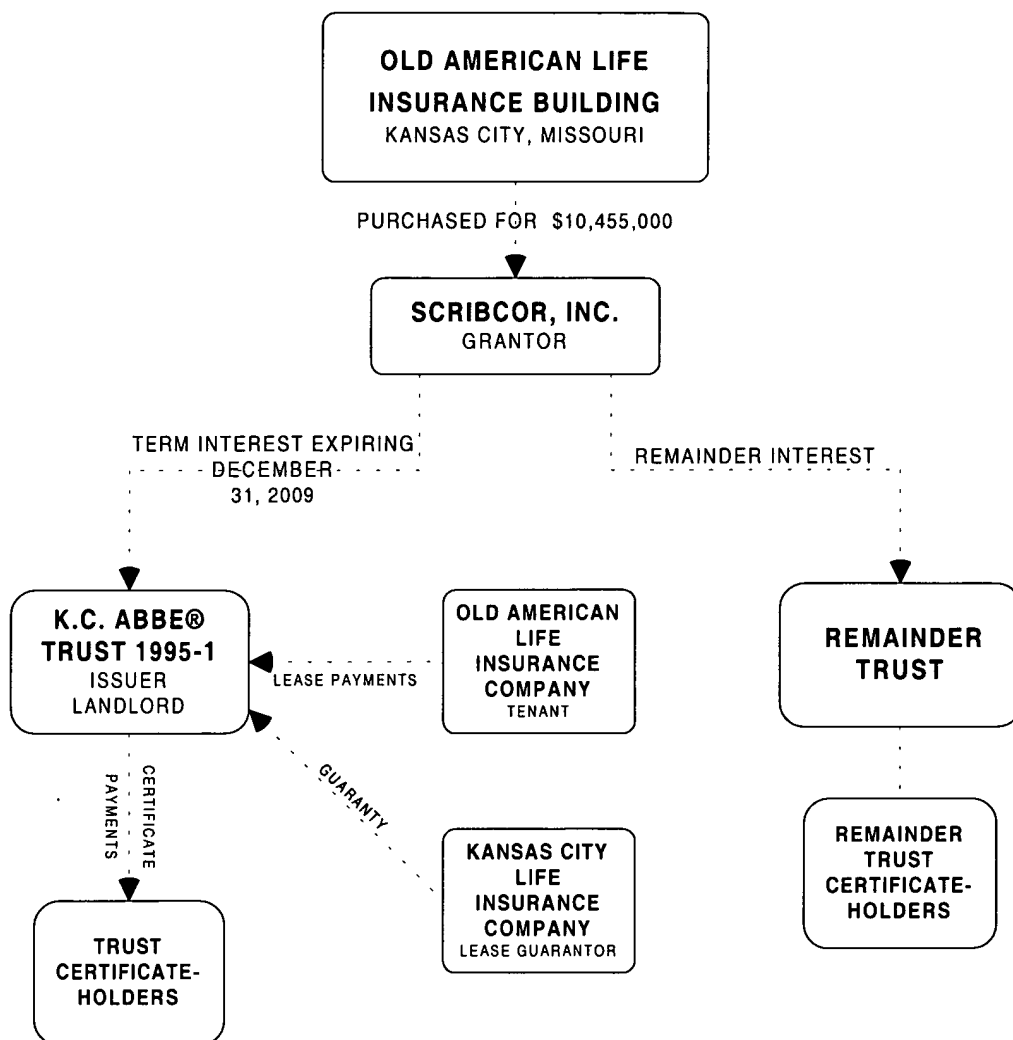 OLD AMERICAN LIFE
INSURANCE BUILDING
KANSAS CITY, MISSOURI
PURCHASED FOR $10,455,000
SCRIBCOR, INC.
GRANTOR
TERM INTEREST EXPIRING
DECEMBER
31, 2009
REMAINDER INTEREST
K.C. ABBE®
TRUST 1995-1
ISSUER
LANDLORD
LEASE PAYMENTS
OLD AMERICAN
LIFE
INSURANCE
COMPANY
TENANT
REMAINDER
TRUST
CERTIFICATE
PAYMENTS
GUARANTY
KANSAS CITY
LIFE
INSURANCE
COMPANY
LEASE GUARANTOR
REMAINDER
TRUST
CERTIFICATE-
HOLDERS
TRUST
CERTIFICATE-
HOLDERS